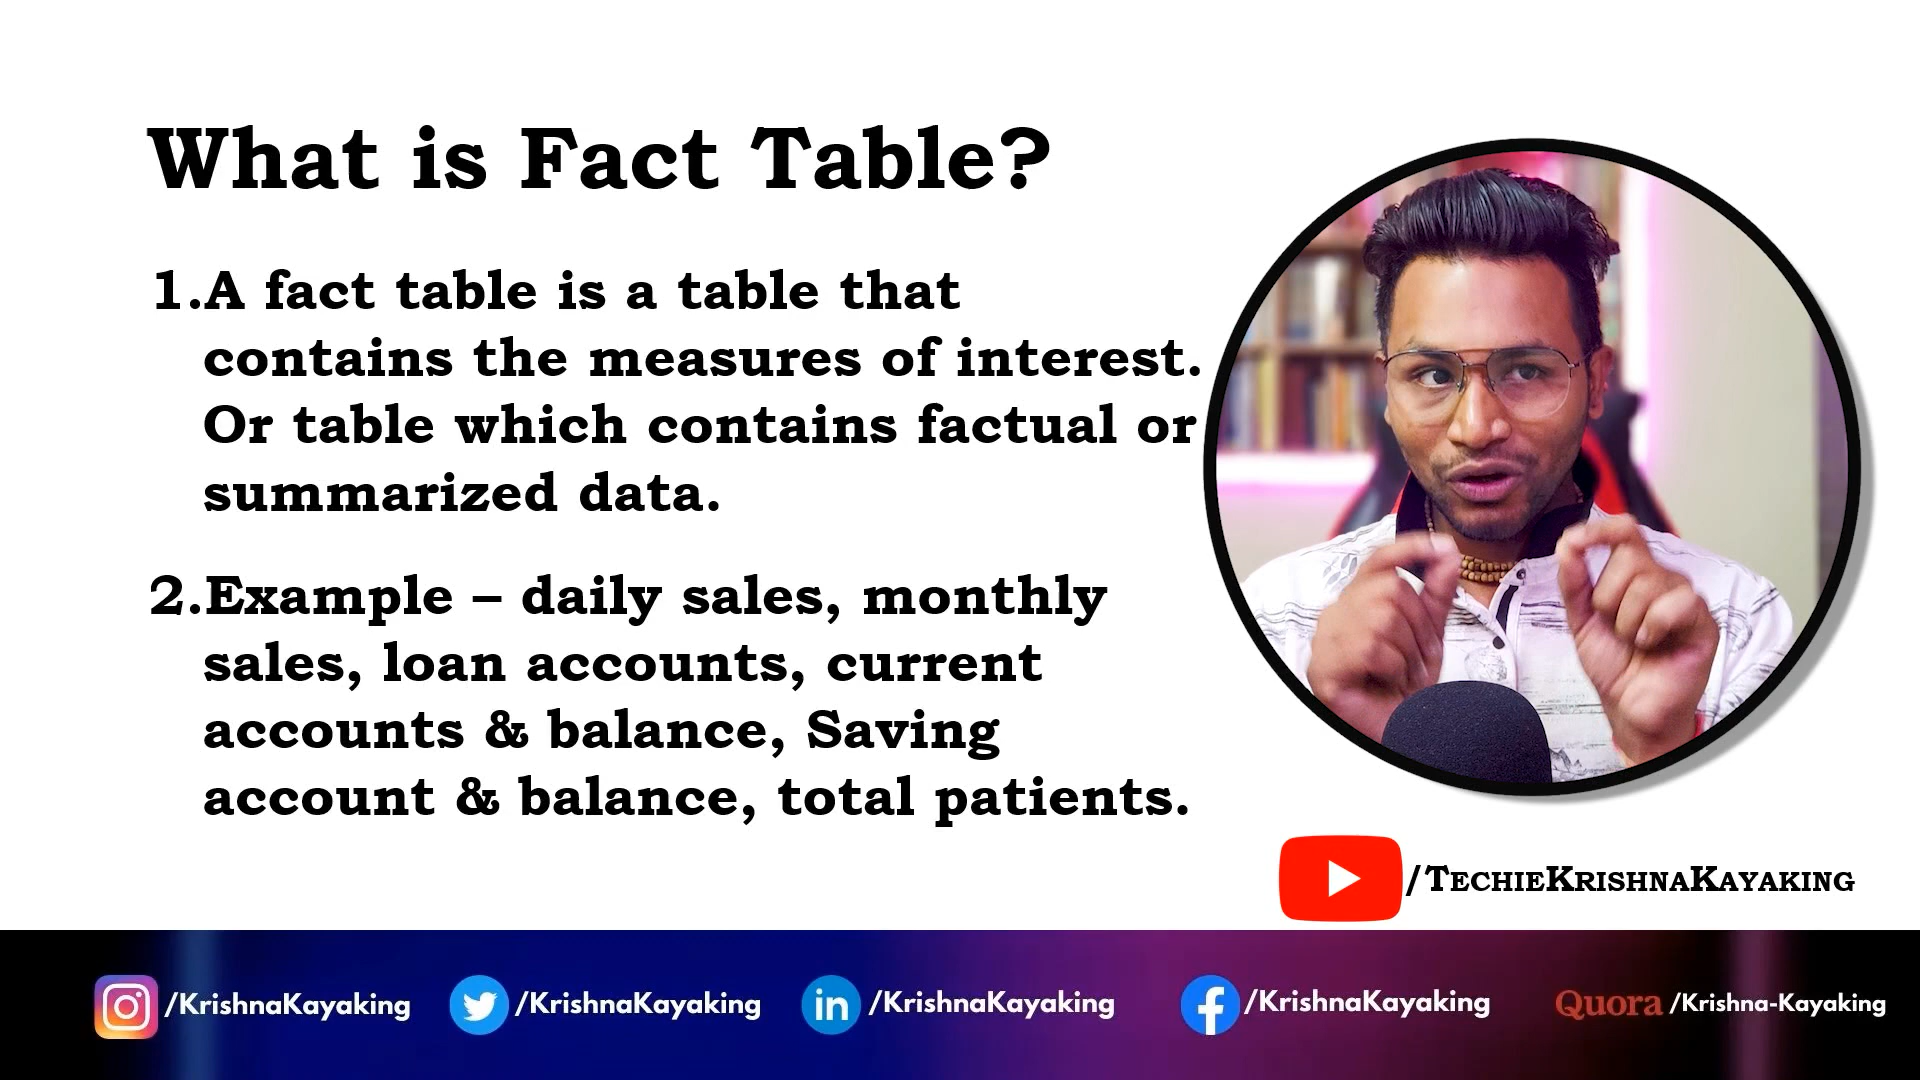 What is Fact Table?
1.A fact table is a table that
contains the measures of interest.
Or table which contains factual or
summarized data.
2.Example – daily sales, monthly
sales, loan accounts, current
accounts & balance, Saving
account & balance, total patients.
/TechieKrishnaKayaking
/KrishnaKayaking
/KrishnaKayaking
in /KrishnaKayaking
/KrishnaKayaking
Quora /Krishna-Kayaking